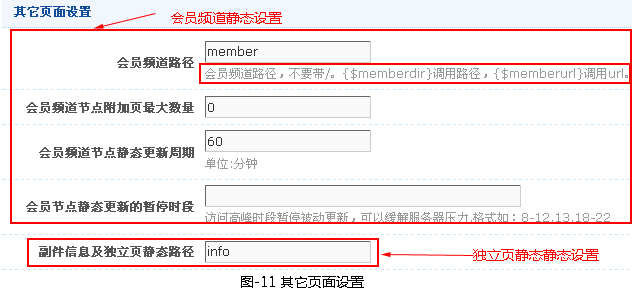 其它页面设置
会员频道静态设置
会员频道路径
member
会员频道路径，不要带/。{$memberdir}调用路径，{$memberurl}调用url。
会员频道节点附加页最大数量
0
会员频道节点静态更新周期
60
单位:分钟
会员节点静态更新的暂停时段
访问高峰时段暂停被动更新，可以缓解服务器压力.格式如：8-12,13,18-22
副件信息及独立页静态路径
info
独立页静态静态设置
图-11 其它页面设置